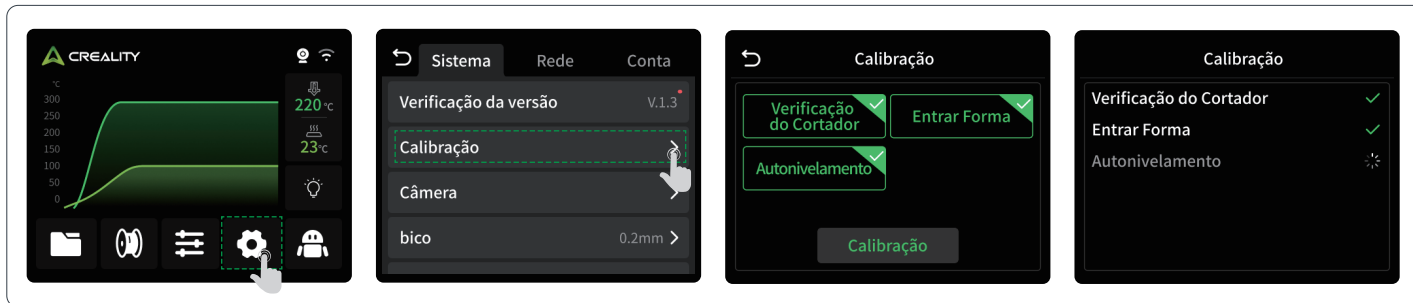 CREALITY
°C
300
250
200
150
100
50
0
220 °C
23°C
Sistema Rede Conta
Verificação da versão V.1.3
Calibração
Câmera
bico 0.2mm
Calibração
Verificação do Cortador
Entrar Forma
Autonivelamento
Calibração
Calibração
Verificação do Cortador
Entrar Forma
Autonivelamento